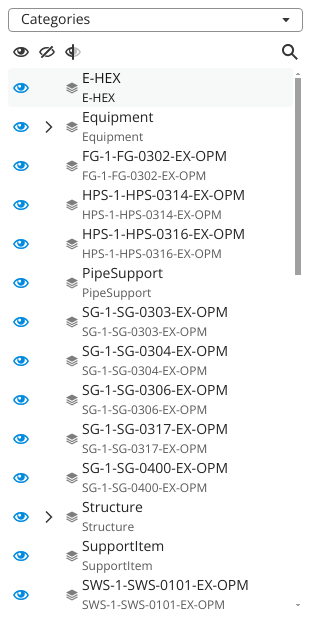 Categories
E-HEX
E-HEX
Equipment
Equipment
FG-1-FG-0302-EX-OPM
FG-1-FG-0302-EX-OPM
HPS-1-HPS-0314-EX-OPM
HPS-1-HPS-0314-EX-OPM
HPS-1-HPS-0316-EX-OPM
HPS-1-HPS-0316-EX-OPM
PipeSupport
PipeSupport
SG-1-SG-0303-EX-OPM
SG-1-SG-0303-EX-OPM
SG-1-SG-0304-EX-OPM
SG-1-SG-0304-EX-OPM
SG-1-SG-0306-EX-OPM
SG-1-SG-0306-EX-OPM
SG-1-SG-0317-EX-OPM
SG-1-SG-0317-EX-OPM
SG-1-SG-0400-EX-OPM
SG-1-SG-0400-EX-OPM
Structure
Structure
SupportItem
SupportItem
SWS-1-SWS-0101-EX-OPM
SWS-1-SWS-0101-EX-OPM